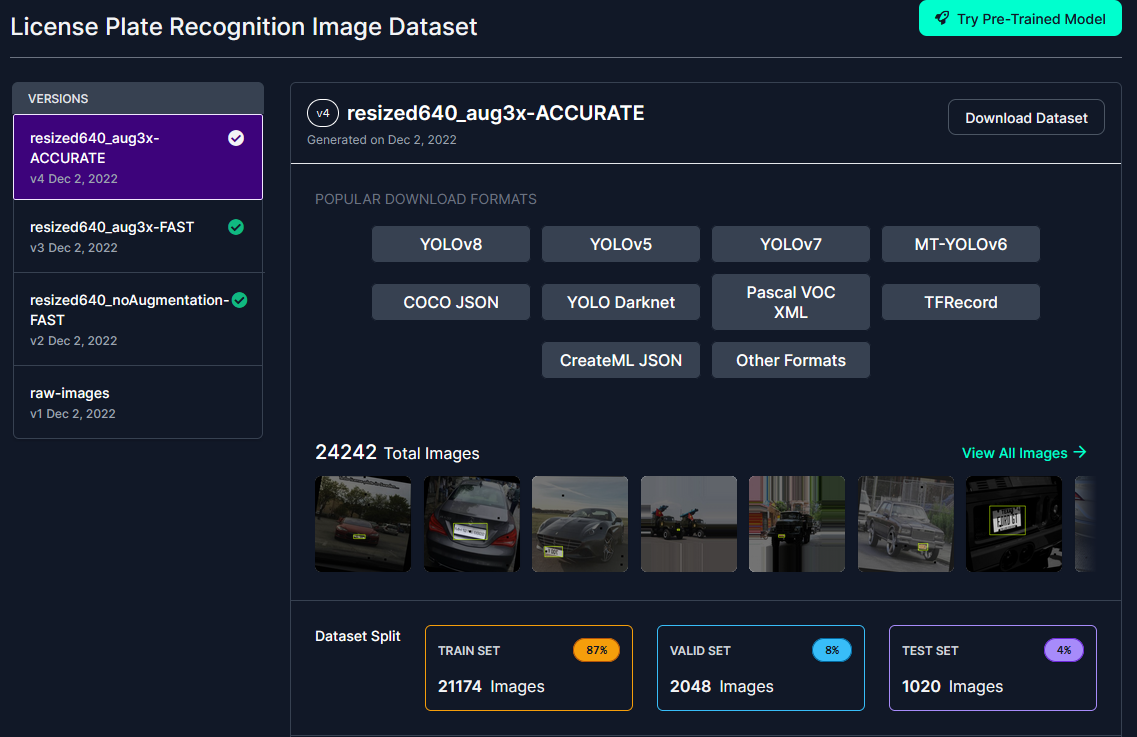 License Plate Recognition Image Dataset
Try Pre-Trained Model
VERSIONS
resized640_aug3x-
ACCURATE
v4 Dec 2, 2022
resized640_aug3x-FAST
v3 Dec 2, 2022
resized640_noAugmentation-
FAST
v2 Dec 2, 2022
raw-images
v1 Dec 2, 2022
v4 resized640_aug3x-ACCURATE
Generated on Dec 2, 2022
Download Dataset
POPULAR DOWNLOAD FORMATS
YOLOv8 YOLOv5 YOLOv7 MT-YOLOv6
COCO JSON YOLO Darknet Pascal VOC
XML TFRecord
CreateML JSON Other Formats
24242 Total Images
View All Images
Dataset Split
TRAIN SET 87%
21174 Images
VALID SET 8%
2048 Images
TEST SET 4%
1020 Images